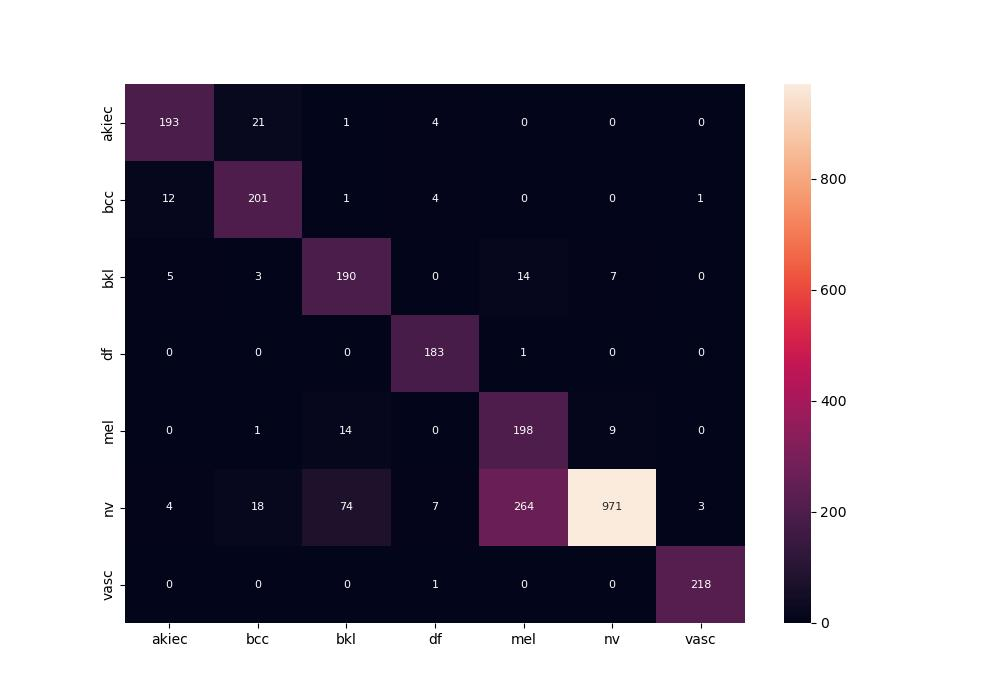 akiec 193 21 1 4 0 0 0
bcc 12 201 1 4 0 0 1
bkl 5 3 190 0 14 7 0
df 0 0 0 183 1 0 0
mel 0 1 14 0 198 9 0
nv 4 18 74 7 264 971 3
vasc 0 0 0 1 0 0 218
akiec bcc bkl df mel nv vasc
800
600
400
200
0